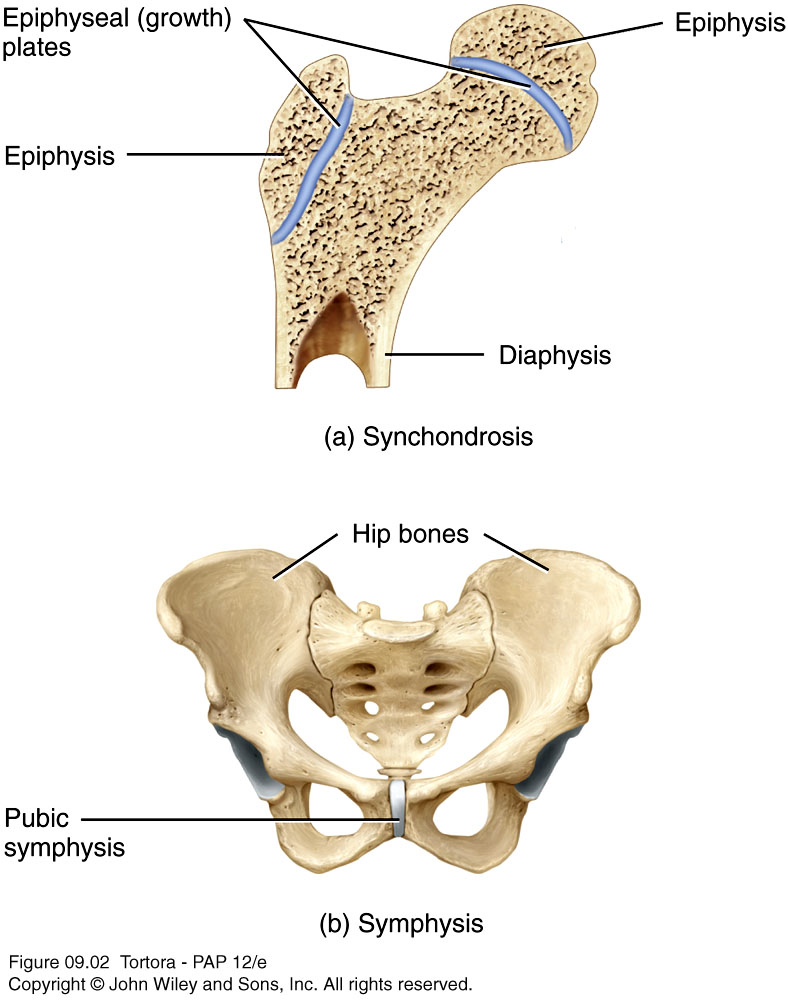 Epiphyseal (growth)
plates
Epiphysis
Epiphysis
Diaphysis
(a) Synchondrosis
Hip bones
Pubic
symphysis
(b) Symphysis
Figure 09.02 Tortora - PAP 12/e
Copyright © John Wiley and Sons, Inc. All rights reserved.